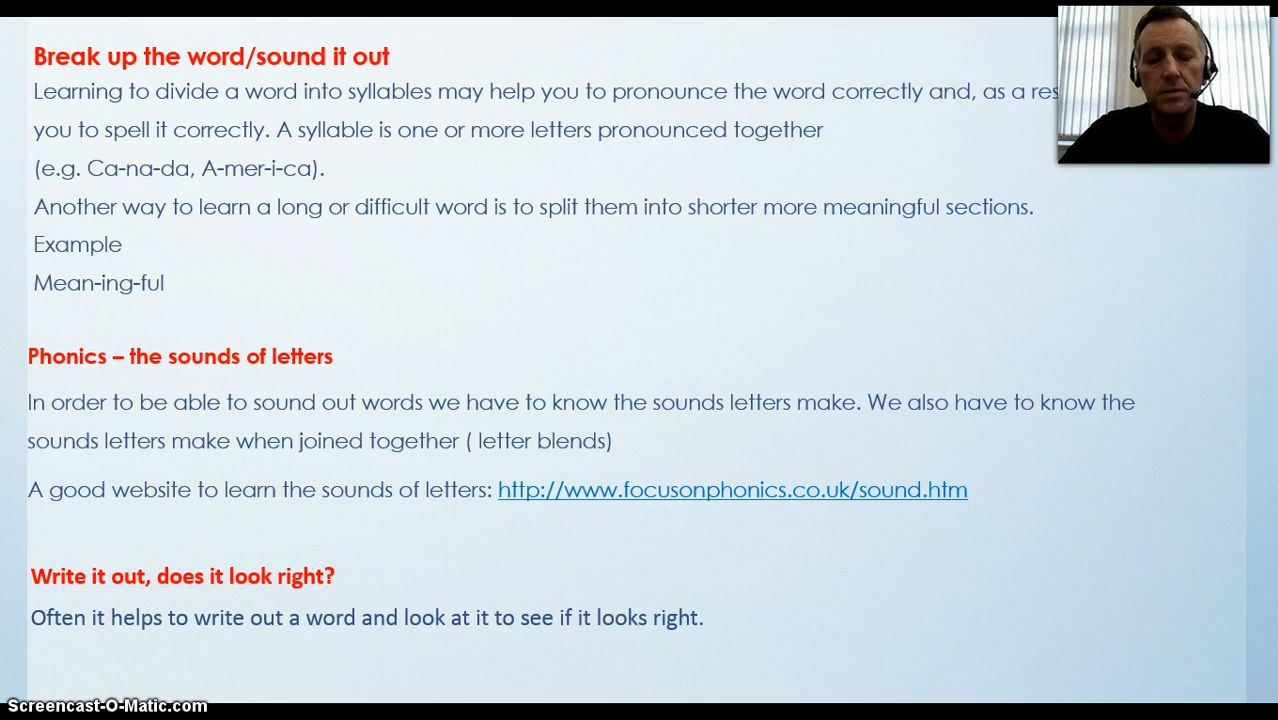 Break up the word/sound it out
Learning to divide a word into syllables may help you to pronounce the word correctly and, as a
you to spell it correctly. A syllable is one or more letters pronounced together
(e.g. Ca-na-da, A-mer-i-ca).
Another way to learn a long or difficult word is to split them into shorter more meaningful sections.
Example
Mean-ing-ful
Phonics – the sounds of letters
In order to be able to sound out words we have to know the sounds letters make. We also have to know the
sounds letters make when joined together ( letter blends)
A good website to learn the sounds of letters: http://www.focusonphonics.co.uk/sound.htm
Write it out, does it look right?
Often it helps to write out a word and look at it to see if it looks right.
Screencast-O-Matic.com